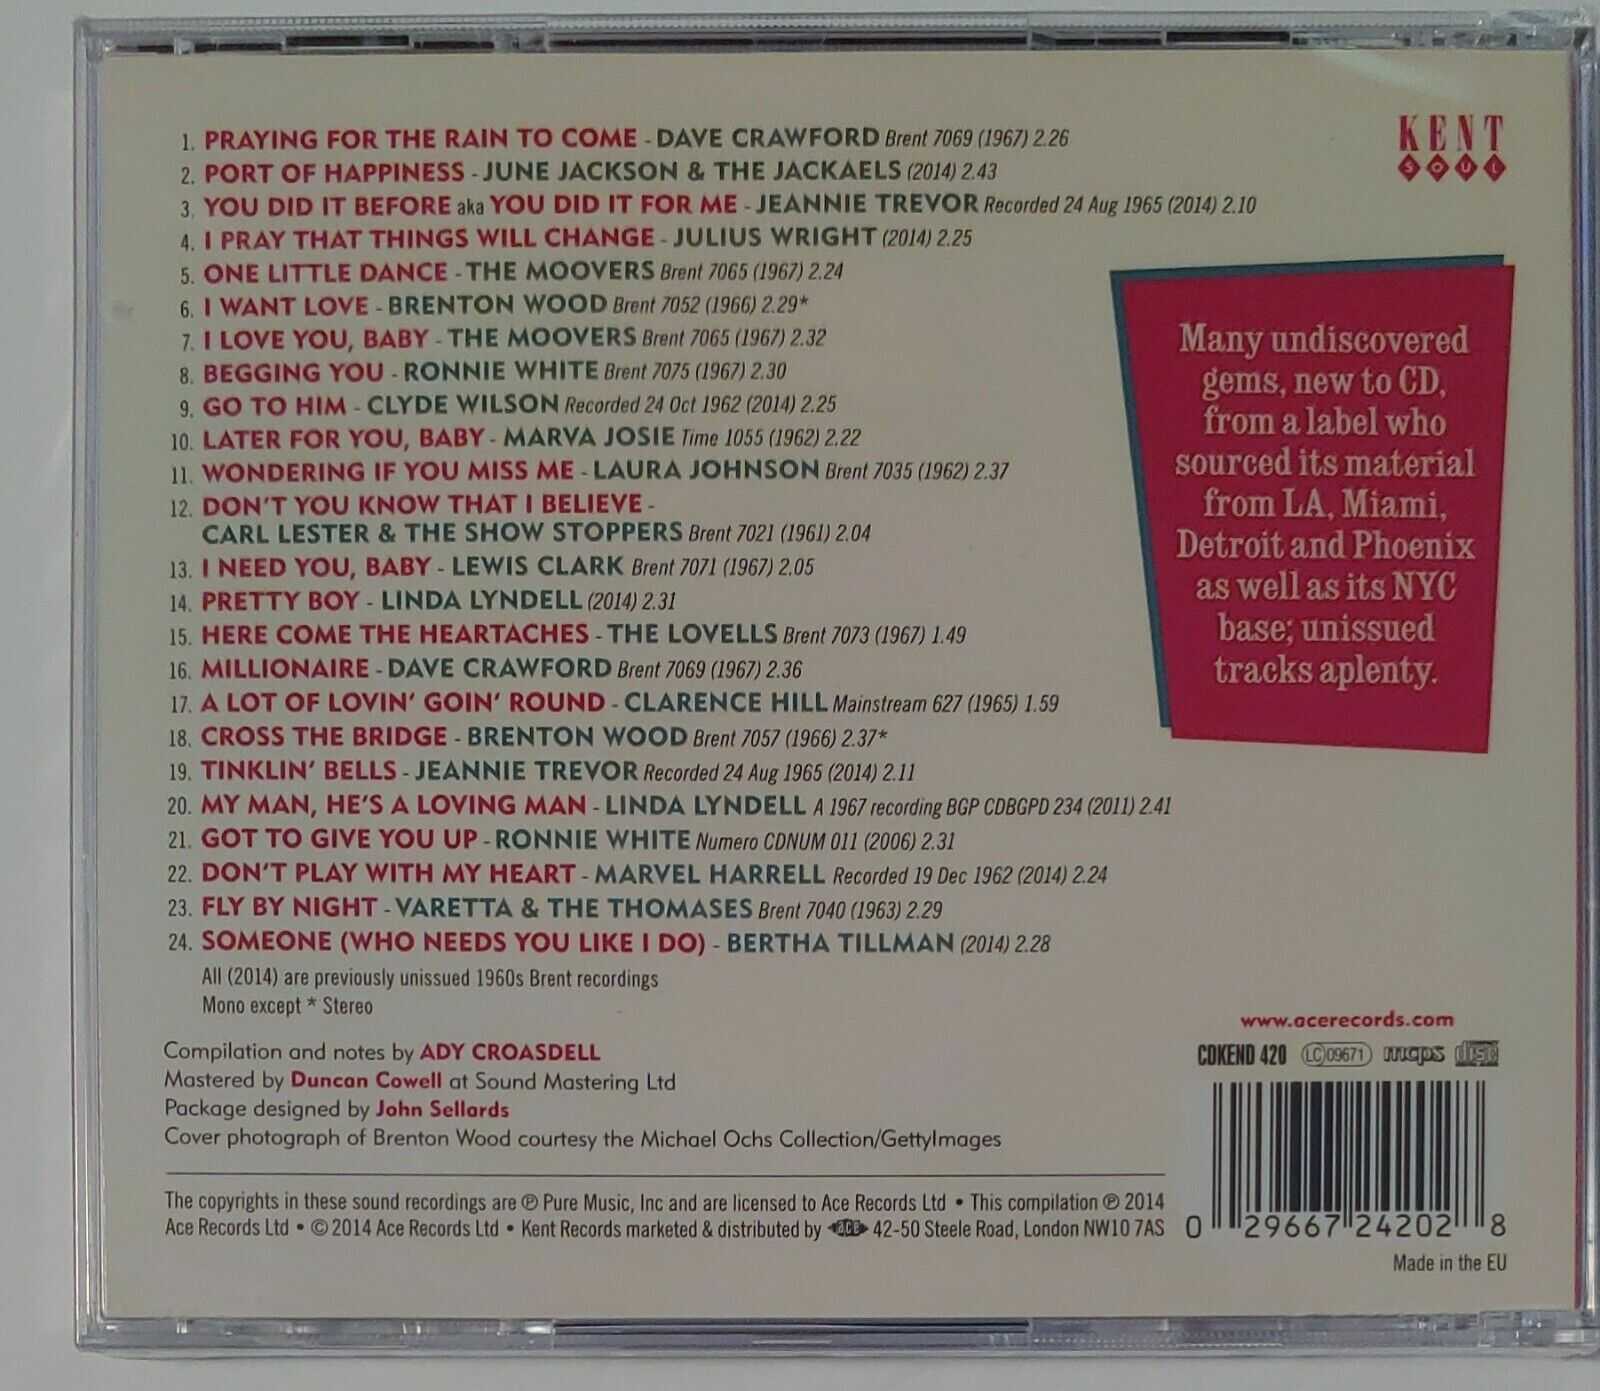 1. PRAYING FOR THE RAIN TO COME - DAVE CRAWFORD Brent 7069 (1967) 2.26
2. PORT OF HAPPINESS - JUNE JACKSON & THE JACKAELS (2014) 2.43
3. YOU DID IT BEFORE aka YOU DID IT FOR ME - JEANNIE TREVOR Recorded 24 Aug 1965 (2014) 2.10
4. I PRAY THAT THINGS WILL CHANGE - JULIUS WRIGHT (2014) 2.25
5. ONE LITTLE DANCE - THE MOOVERS Brent 7065 (1967) 2.24
6. I WANT LOVE - BRENTON WOOD Brent 7052 (1966) 2.29*
7. I LOVE YOU, BABY - THE MOOVERS Brent 7065 (1967) 2.32
8. BEGGING YOU - RONNIE WHITE Brent 7075 (1967) 2.30
9. GO TO HIM - CLYDE WILSON Recorded 24 Oct 1962 (2014) 2.25
10. LATER FOR YOU, BABY - MARVA JOSIE Time 1055 (1962) 2.22
11. WONDERING IF YOU MISS ME - LAURA JOHNSON Brent 7035 (1962) 2.37
12. DON'T YOU KNOW THAT I BELIEVE -
CARL LESTER & THE SHOW STOPPERS Brent 7021 (1961) 2.04
13. I NEED YOU, BABY - LEWIS CLARK Brent 7071 (1967) 2.05
14. PRETTY BOY - LINDA LYNDELL (2014) 2.31
15. HERE COME THE HEARTACHES - THE LOVELLS Brent 7073 (1967) 1.49
16. MILLIONAIRE - DAVE CRAWFORD Brent 7069 (1967) 2.36
17. A LOT OF LOVIN' GOIN' ROUND - CLARENCE HILL Mainstream 627 (1965) 1.59
18. CROSS THE BRIDGE - BRENTON WOOD Brent 7057 (1966) 2.37*
19. TINKLIN' BELLS - JEANNIE TREVOR Recorded 24 Aug 1965 (2014) 2.11
20. MY MAN, HE'S A LOVING MAN - LINDA LYNDELL A 1967 recording BGP CDBGPD 234 (2011) 2.41
21. GOT TO GIVE YOU UP - RONNIE WHITE Numero CDNUM 011 (2006) 2.31
22. DON'T PLAY WITH MY HEART - MARVEL HARRELL Recorded 19 Dec 1962 (2014) 2.24
23. FLY BY NIGHT - VARETTA & THE THOMASES Brent 7040 (1963) 2.29
24. SOMEONE (WHO NEEDS YOU LIKE I DO) - BERTHA TILLMAN (2014) 2.28
All (2014) are previously unissued 1960s Brent recordings
Mono except * Stereo
Compilation and notes by ADY CROASDELL
Mastered by Duncan Cowell at Sound Mastering Ltd
Package designed by John Sellards
Cover photograph of Brenton Wood courtesy the Michael Ochs Collection/GettyImages
The copyrights in these sound recordings are ℗ Pure Music, Inc and are licensed to Ace Records Ltd • This compilation ℗ 2014
Ace Records Ltd • © 2014 Ace Records Ltd • Kent Records marketed & distributed by ACE 42-50 Steele Road, London NW10 7AS
KENT
SOUL
Many undiscovered
gems, new to CD,
from a label who
sourced its material
from LA, Miami,
Detroit and Phoenix
as well as its NYC
base; unissued
tracks aplenty.
www.acerecords.com
CDKEND 420 LC 09671 mcps disc
0 29667 24202 8
Made in the EU